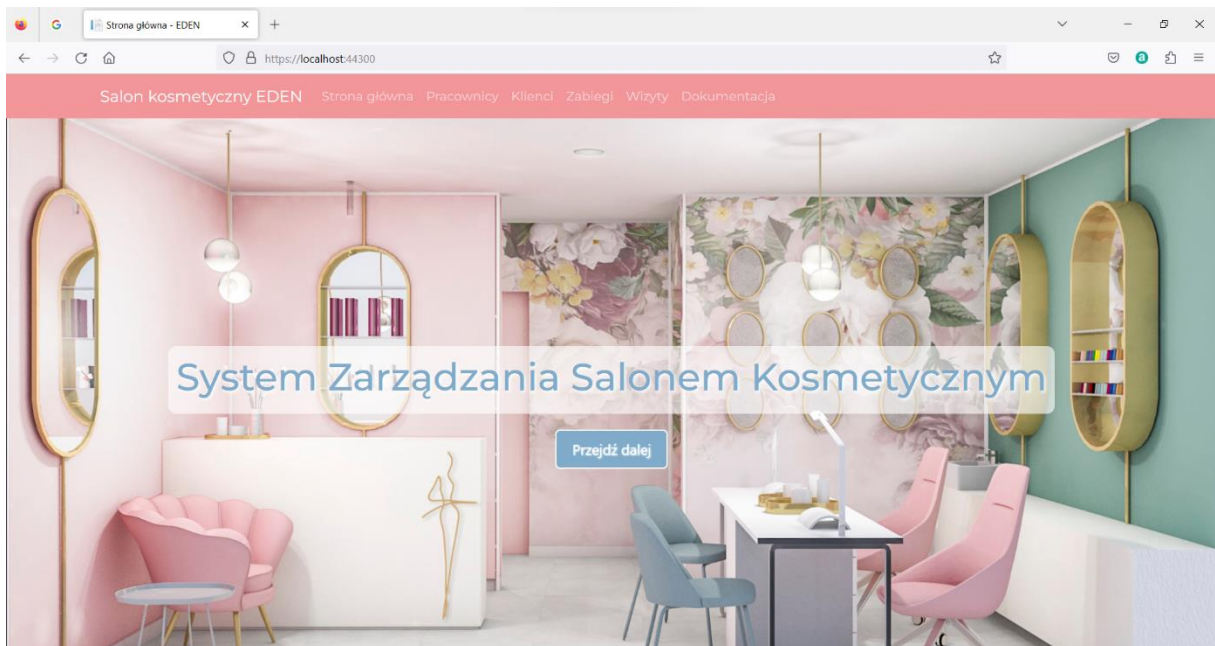 Strona główna - EDEN
https://localhost:44300
Salon kosmetyczny EDEN Strona główna Pracownicy Klienci Zabiegi Wizyty Dokumentacja
System Zarządzania Salonem Kosmetycznym
Przejdź dalej